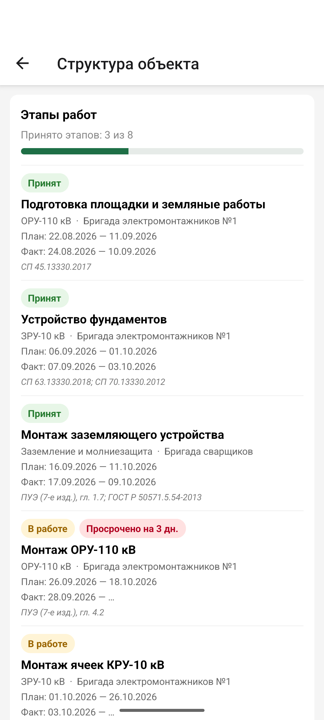 Структура объекта
Этапы работ
Принято этапов: 3 из 8
Принят
Подготовка площадки и земляные работы
ОРУ-110 кВ · Бригада электромонтажников №1
План: 22.08.2026 — 11.09.2026
Факт: 24.08.2026 — 10.09.2026
СП 45.13330.2017
Принят
Устройство фундаментов
ЗРУ-10 кВ · Бригада электромонтажников №1
План: 06.09.2026 — 01.10.2026
Факт: 07.09.2026 — 03.10.2026
СП 63.13330.2018; СП 70.13330.2012
Принят
Монтаж заземляющего устройства
Заземление и молниезащита · Бригада сварщиков
План: 16.09.2026 — 11.10.2026
Факт: 17.09.2026 — 09.10.2026
ПУЭ (7-е изд.), гл. 1.7; ГОСТ Р 50571.5.54-2013
В работе Просрочено на 3 дн.
Монтаж ОРУ-110 кВ
ОРУ-110 кВ · Бригада электромонтажников №1
План: 26.09.2026 — 18.10.2026
Факт: 28.09.2026 — …
ПУЭ (7-е изд.), гл. 4.2
В работе
Монтаж ячеек КРУ-10 кВ
ЗРУ-10 кВ · Бригада электромонтажников №1
План: 01.10.2026 — 26.10.2026
Факт: 03.10.2026 — …